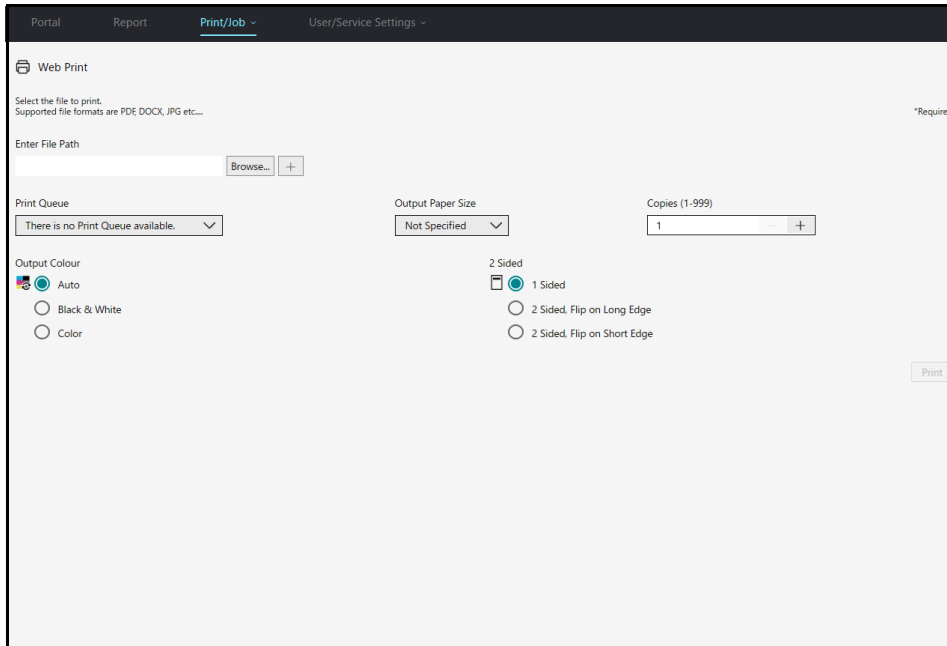 Portal Report Print/Job User/Service Settings
Web Print
Select the file to print.
Supported file formats are PDF, DOCX, JPG etc....
*Require
Enter File Path
Browse...
Print Queue Output Paper Size Copies (1-999)
There is no Print Queue available. Not Specified 1
Output Colour 2 Sided
Auto 1 Sided
Black & White 2 Sided, Flip on Long Edge
Color 2 Sided, Flip on Short Edge
Print